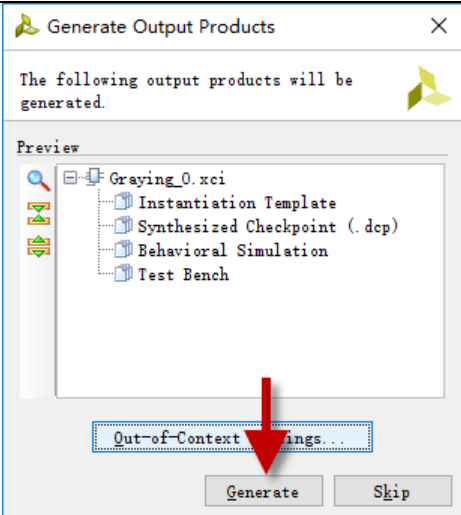 Generate Output Products
The following output products will be
generated.
Preview
Graying_0.xci
Instantiation Template
Synthesized Checkpoint (.dcp)
Behavioral Simulation
Test Bench
Out-of-Context ings...
Generate
Skip